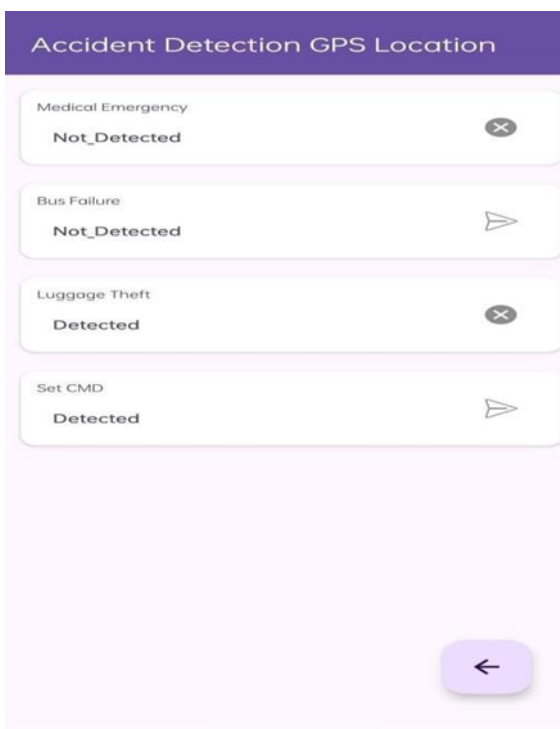 Accident Detection GPS Location
Medical Emergency
Not_Detected
Bus Failure
Not_Detected
Luggage Theft
Detected
Set CMD
Detected